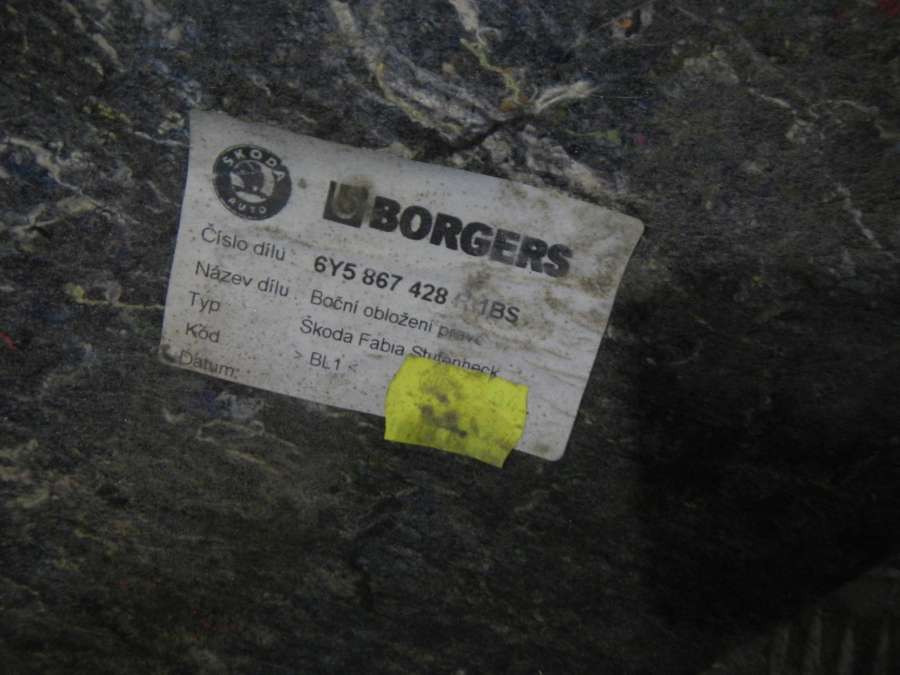 ŠKODA
AUTO
BORGERS
Číslo dílu 6Y5 867 428 R 1BS
Název dílu Boční obložení pravé
Typ Škoda Fabia Stufenheck
Kód > BL1 <
Datum: